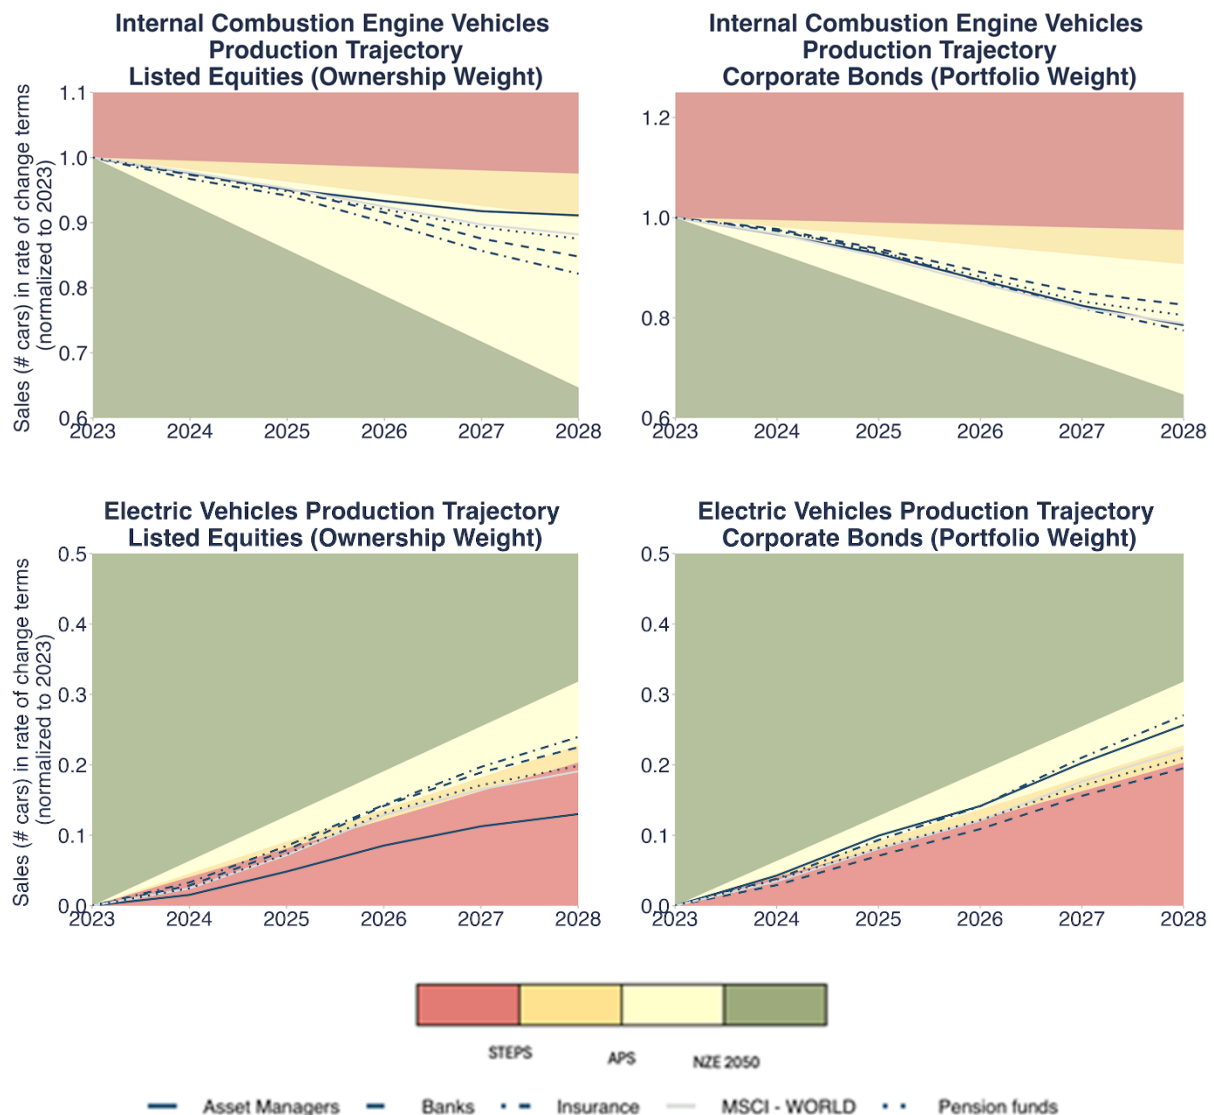 Internal Combustion Engine Vehicles
Production Trajectory
Listed Equities (Ownership Weight)
Internal Combustion Engine Vehicles
Production Trajectory
Corporate Bonds (Portfolio Weight)
Sales (# cars) in rate of change terms
(normalized to 2023)
1.1
1.0
0.9
0.8
0.7
0.6
2023 2024 2025 2026 2027 2028
1.2
1.0
0.8
0.6
2023 2024 2025 2026 2027 2028
Electric Vehicles Production Trajectory
Listed Equities (Ownership Weight)
Electric Vehicles Production Trajectory
Corporate Bonds (Portfolio Weight)
Sales (# cars) in rate of change terms
(normalized to 2023)
0.5
0.4
0.3
0.2
0.1
0.0
2023 2024 2025 2026 2027 2028
0.5
0.4
0.3
0.2
0.1
0.0
2023 2024 2025 2026 2027 2028
STEPS APS NZE 2050
Asset Managers Banks Insurance MSCI - WORLD Pension funds